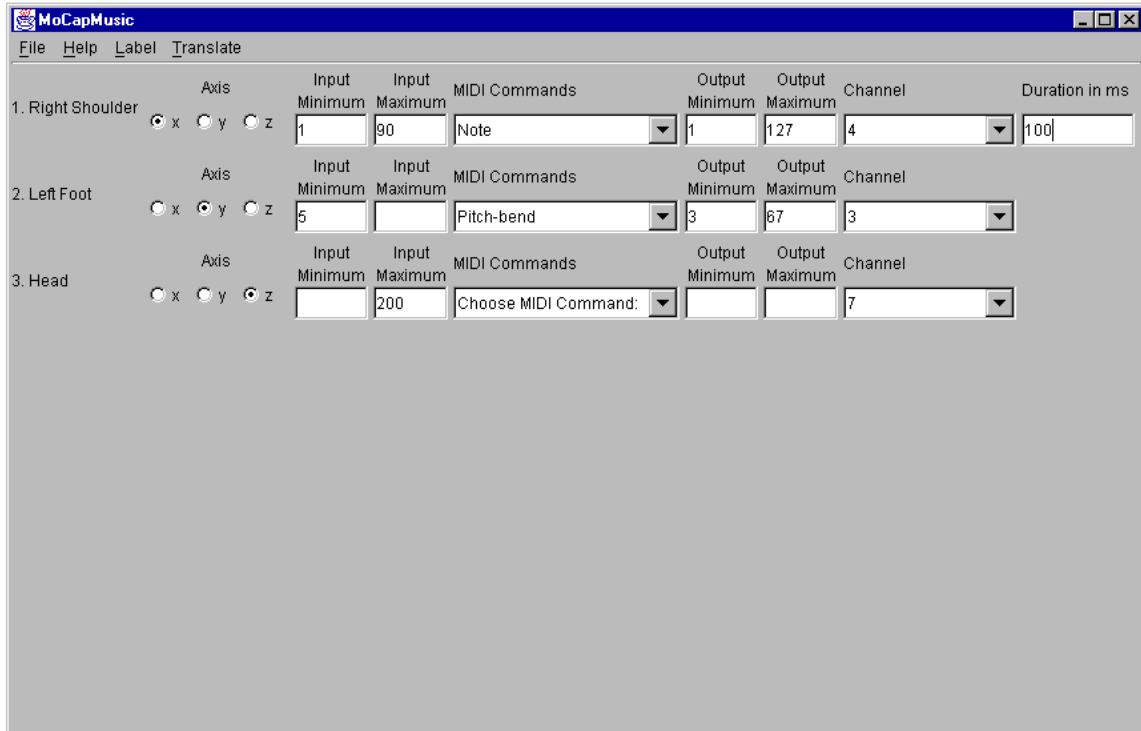 MoCapMusic
File Help Label Translate
Axis Input Input MIDI Commands Output Output Channel Duration in ms
Minimum Maximum Minimum Maximum
1. Right Shoulder x y z 1 90 Note 1 127 4 100
Axis Input Input MIDI Commands Output Output Channel
Minimum Maximum Minimum Maximum
2. Left Foot x y z 5 Pitch-bend 3 67 3
Axis Input Input MIDI Commands Output Output Channel
Minimum Maximum Minimum Maximum
3. Head x y z 200 Choose MIDI Command: 7